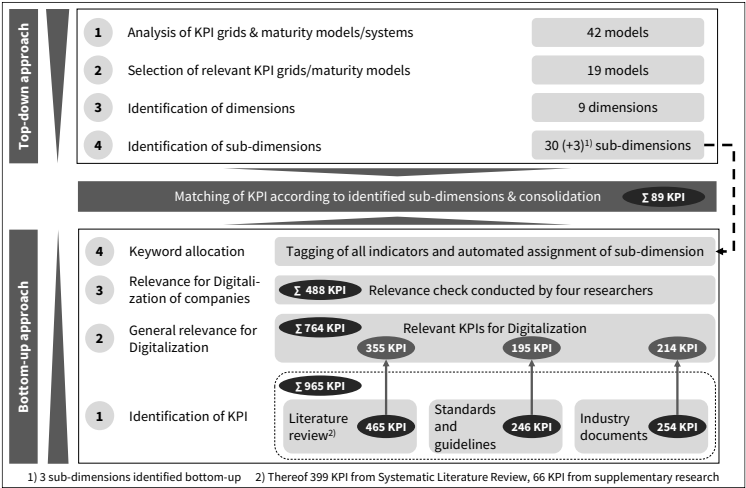 Top-down approach
1 Analysis of KPI grids & maturity models/systems 42 models
2 Selection of relevant KPI grids/maturity models 19 models
3 Identification of dimensions 9 dimensions
4 Identification of sub-dimensions 30 (+3)1) sub-dimensions
Matching of KPI according to identified sub-dimensions & consolidation Σ 89 KPI
Bottom-up approach
4 Keyword allocation Tagging of all indicators and automated assignment of sub-dimension
3 Relevance for Digitali-
zation of companies
Σ 488 KPI Relevance check conducted by four researchers
2 General relevance for
Digitalization
Σ 764 KPI Relevant KPIs for Digitalization
355 KPI 195 KPI 214 KPI
1 Identification of KPI
Σ 965 KPI
Literature
review2)
465 KPI
Standards
and
guidelines
246 KPI
Industry
documents
254 KPI
1) 3 sub-dimensions identified bottom-up 2) Thereof 399 KPI from Systematic Literature Review, 66 KPI from supplementary research